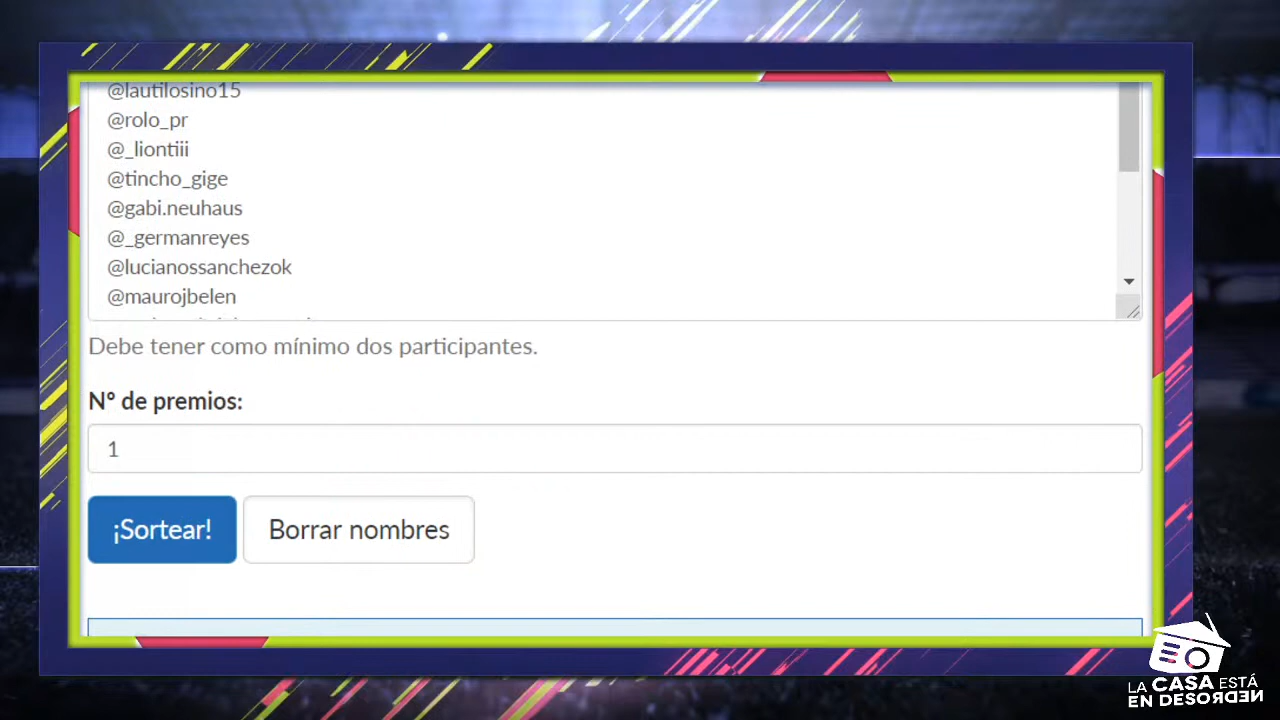 @lautilosino15
@rolo_pr
@_liontiii
@tincho_gige
@gabi.neuhaus
@_germanreyes
@lucianossanchezok
@maurojbelen
Debe tener como mínimo dos participantes.
Nº de premios:
1
¡Sortear!
Borrar nombres
LA CASA ESTÁ
EN DESORDEN